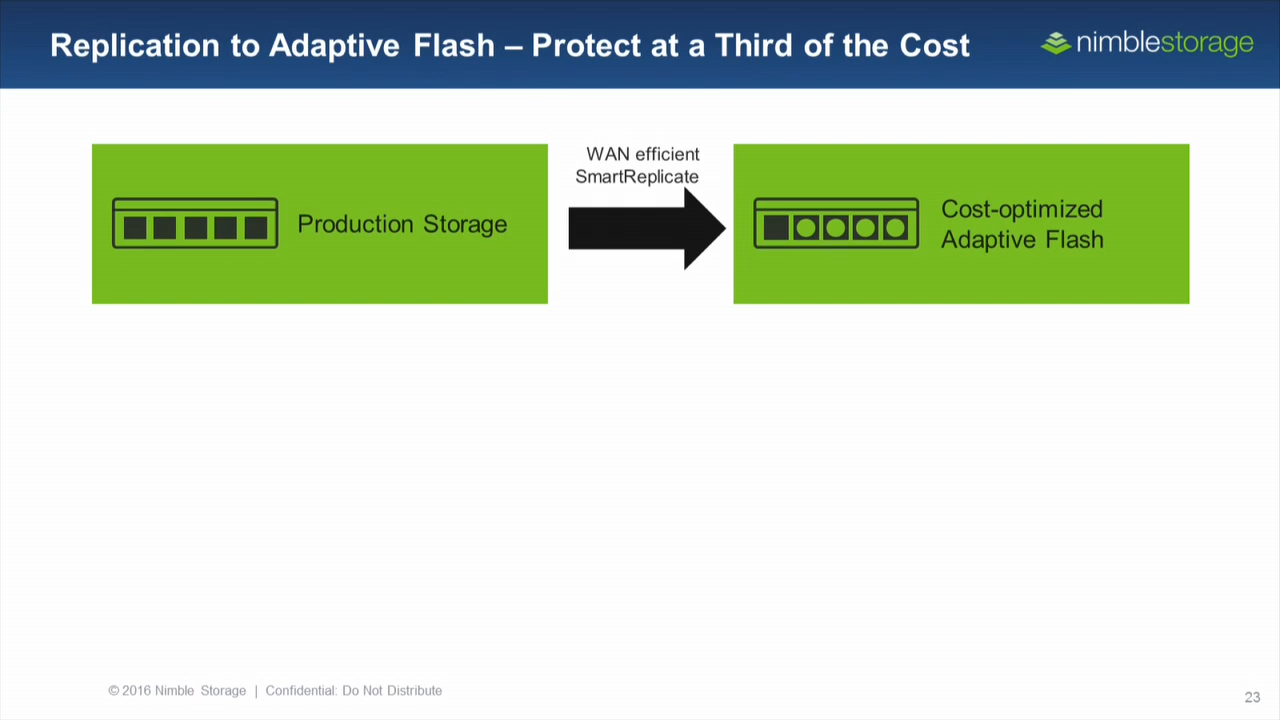 Replication to Adaptive Flash – Protect at a Third of the Cost
nimblestorage
WAN efficient
SmartReplicate
Production Storage
Cost-optimized
Adaptive Flash
© 2016 Nimble Storage | Confidential: Do Not Distribute
23